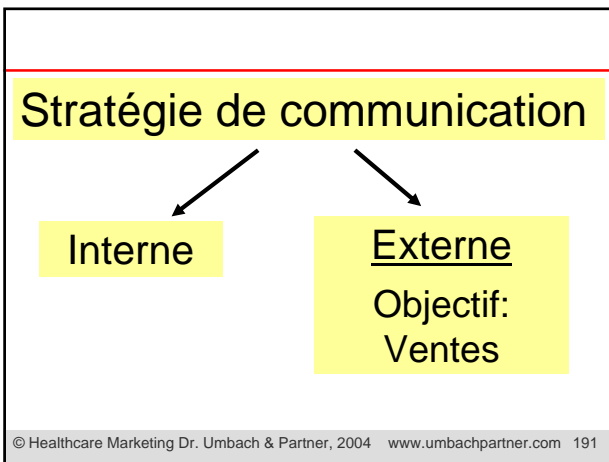 Stratégie de communication
Interne
Externe
Objectif:
Ventes
© Healthcare Marketing Dr. Umbach & Partner, 2004 www.umbachpartner.com 191